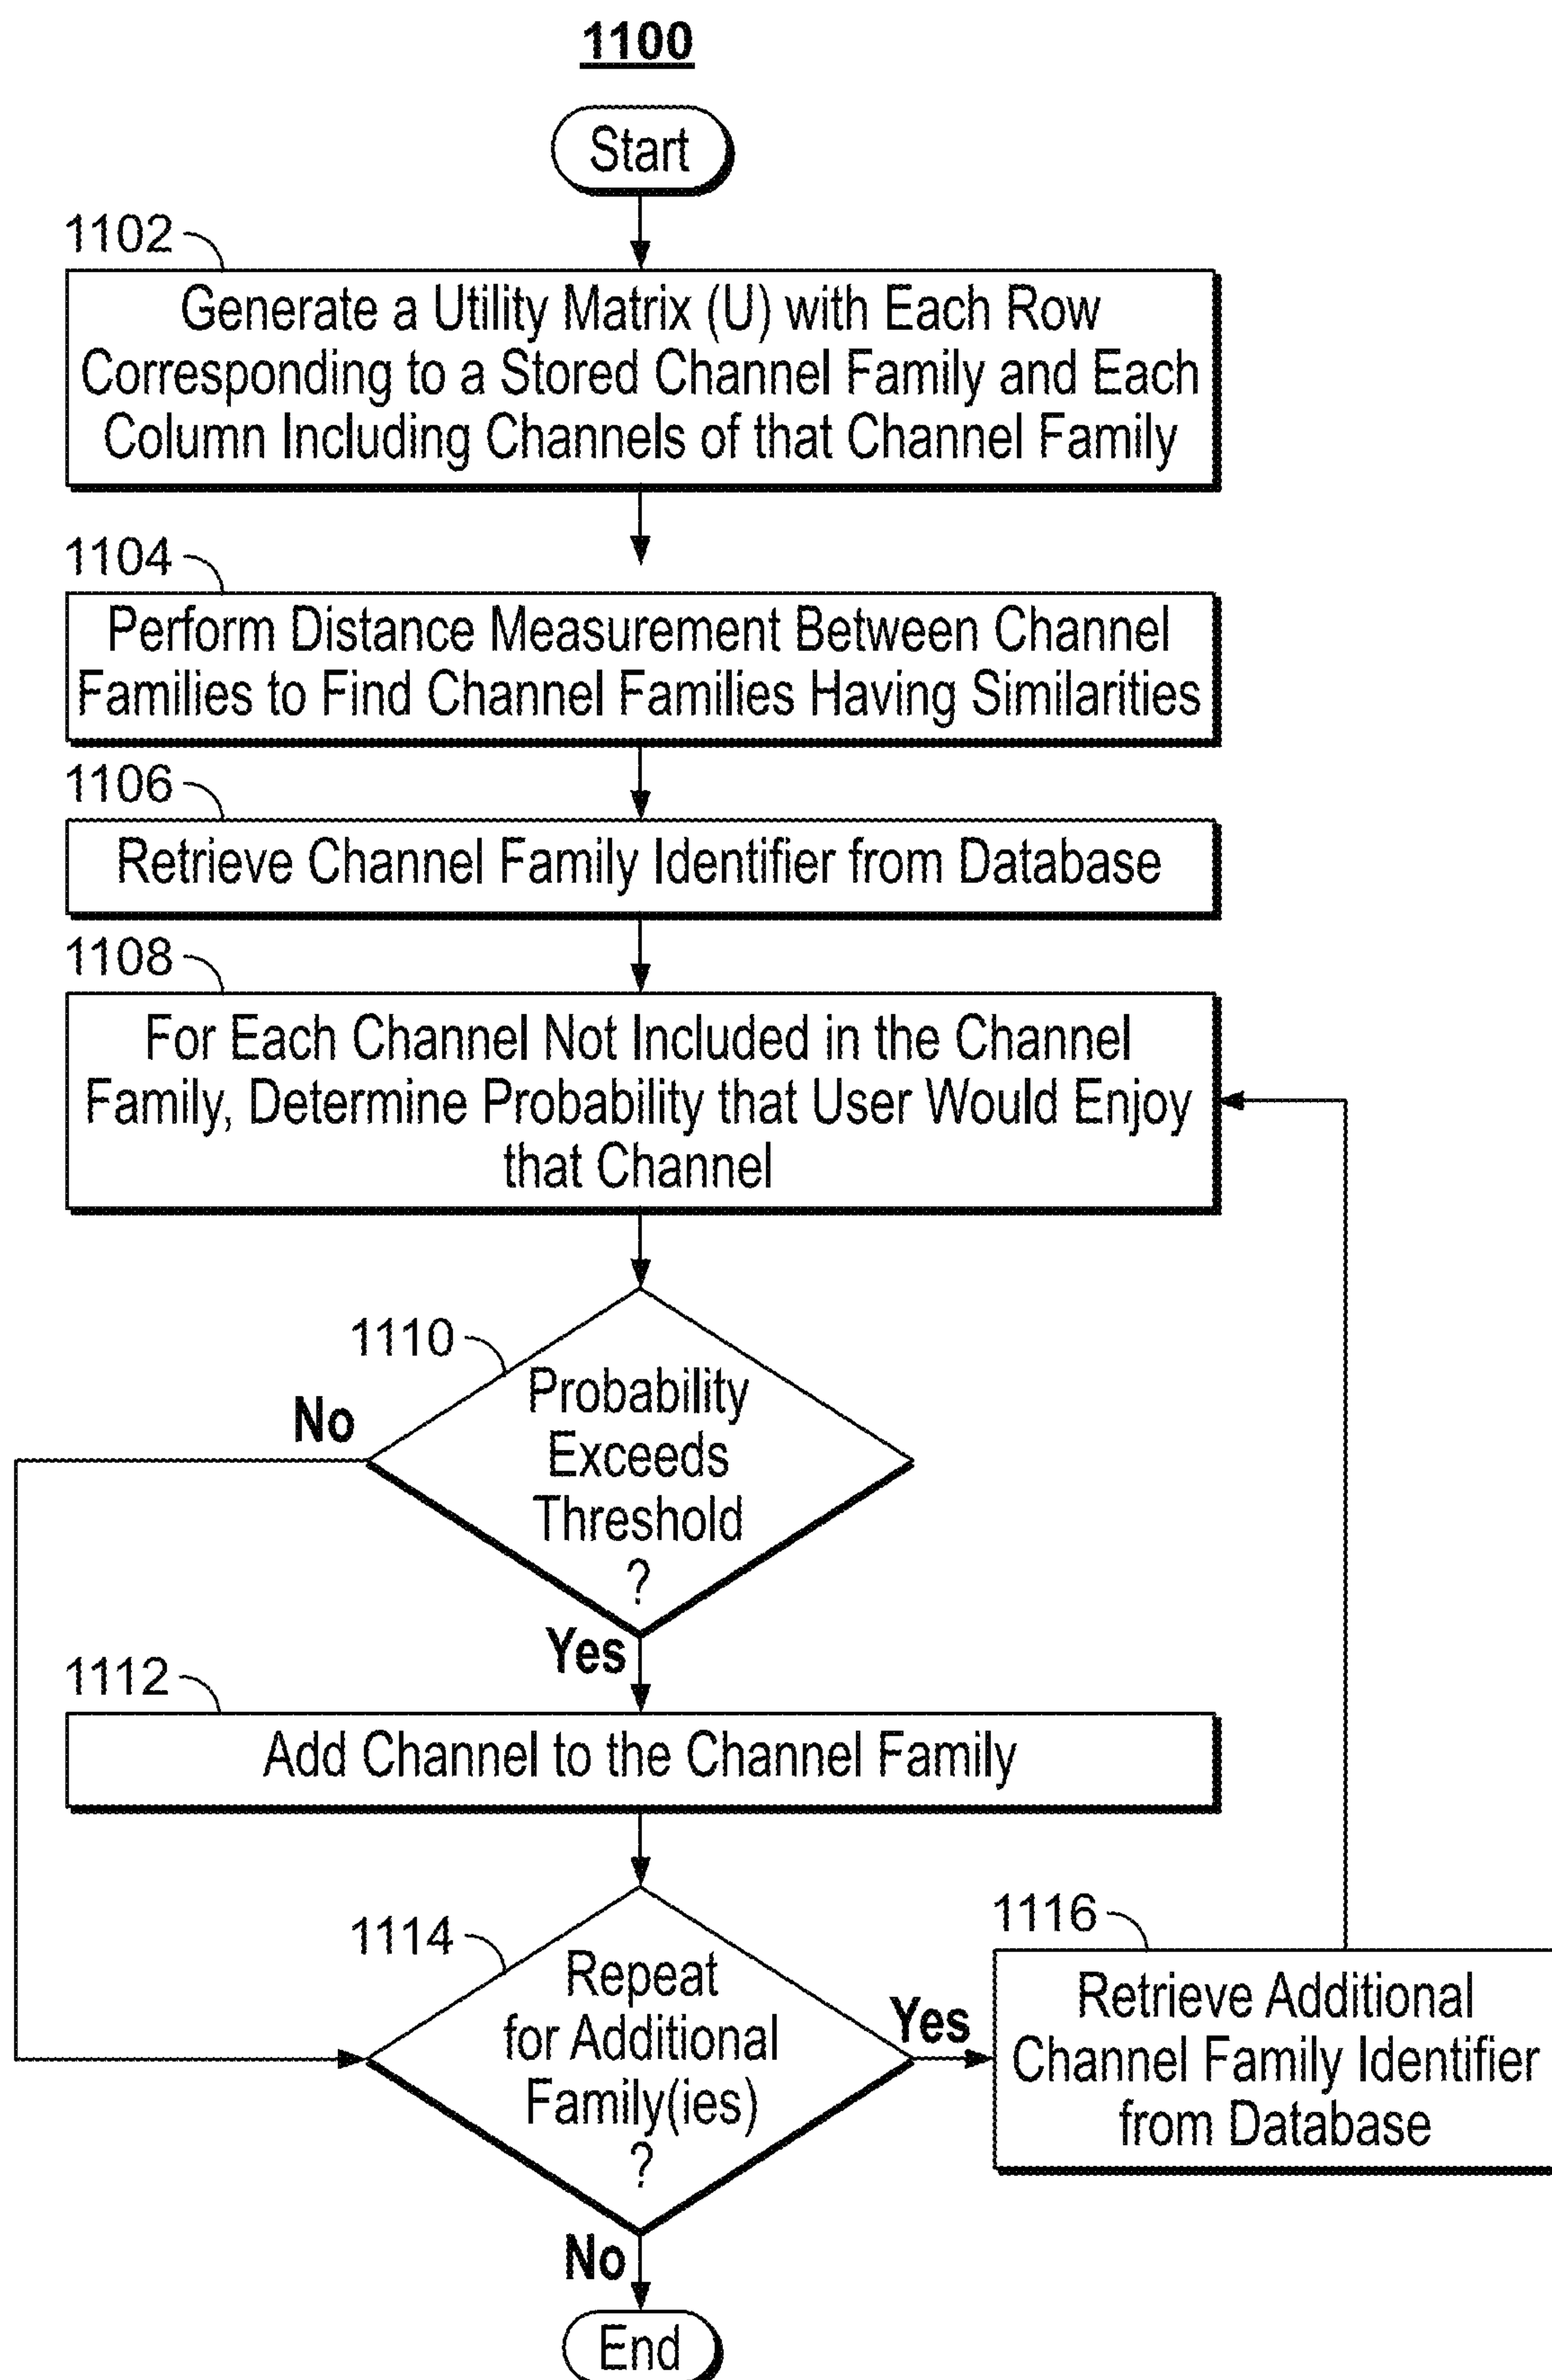 1100
Start
1102
Generate a Utility Matrix (U) with Each Row
Corresponding to a Stored Channel Family and Each
Column Including Channels of that Channel Family
1104
Perform Distance Measurement Between Channel
Families to Find Channel Families Having Similarities
1106
Retrieve Channel Family Identifier from Database
1108
For Each Channel Not Included in the Channel
Family, Determine Probability that User Would Enjoy
that Channel
1110
Probability
Exceeds
Threshold
?
No
Yes
1112
Add Channel to the Channel Family
1114
Repeat
for Additional
Family(ies)
?
Yes
1116
Retrieve Additional
Channel Family Identifier
from Database
No
End